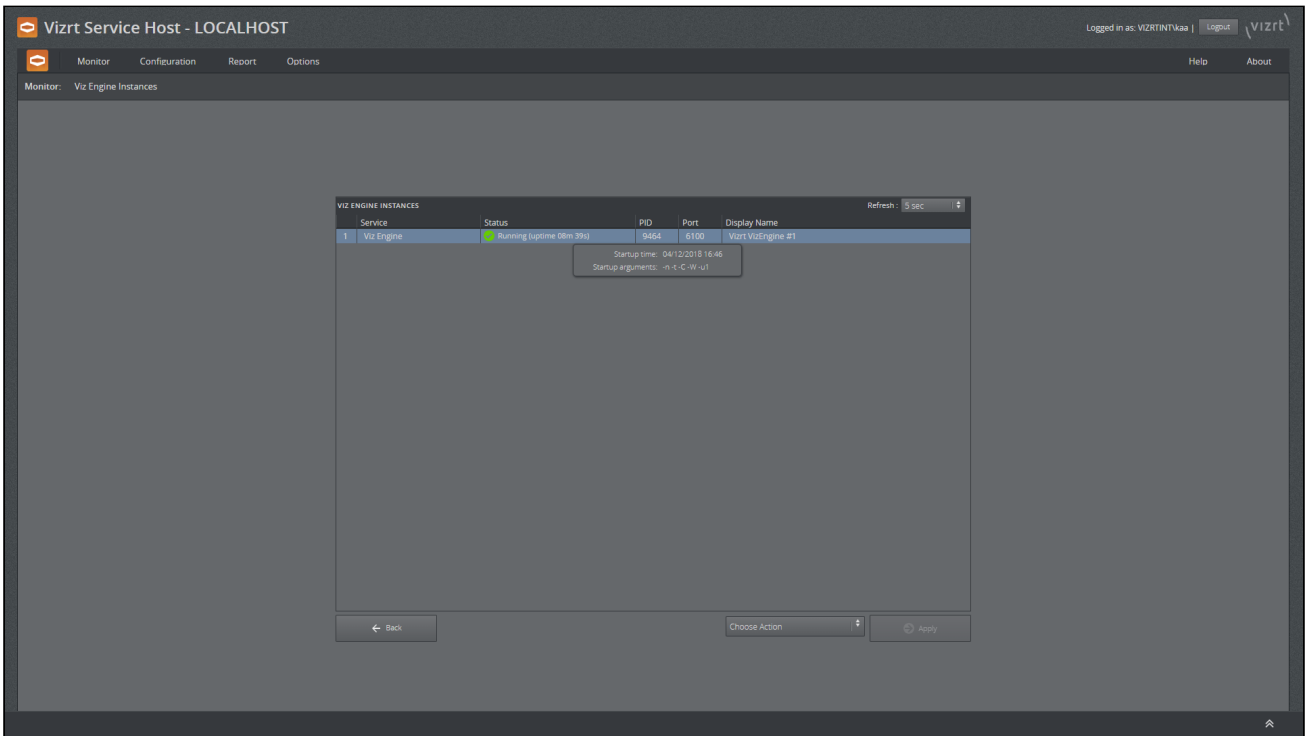 Vizrt Service Host - LOCALHOST
Logged in as: VIZRTINT\kaa | Logout vizrt
Monitor Configuration Report Options Help About
Monitor: Viz Engine Instances
VIZ ENGINE INSTANCES Refresh : 5 sec
Service Status PID Port Display Name
1 Viz Engine Running (uptime 08m 39s) 9464 6100 Vizrt VizEngine #1
Startup time: 04/12/2018 16:46
Startup arguments: -n -t -C -W -u1
Back Choose Action Apply